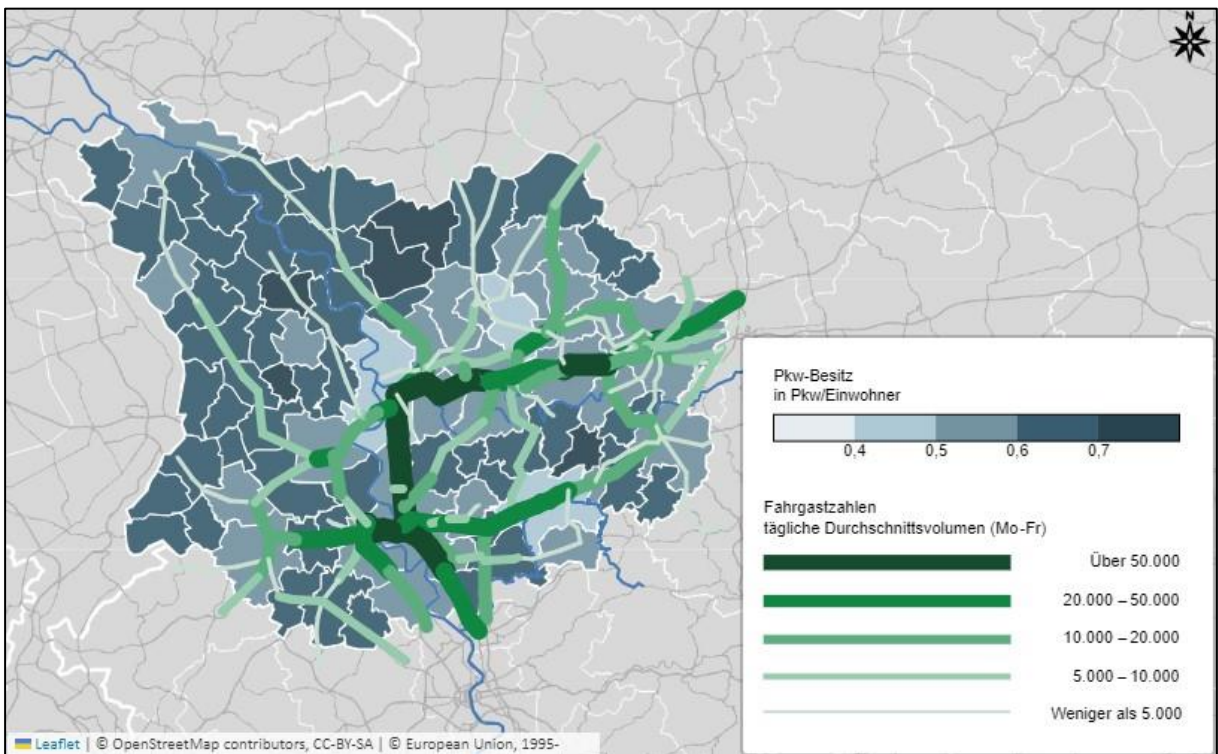 N
Pkw-Besitz
in Pkw/Einwohner
0,4 0,5 0,6 0,7
Fahrgastzahlen
tägliche Durchschnittsvolumen (Mo-Fr)
Über 50.000
20.000 – 50.000
10.000 – 20.000
5.000 – 10.000
Weniger als 5.000
Leaflet | © OpenStreetMap contributors, CC-BY-SA | © European Union, 1995-